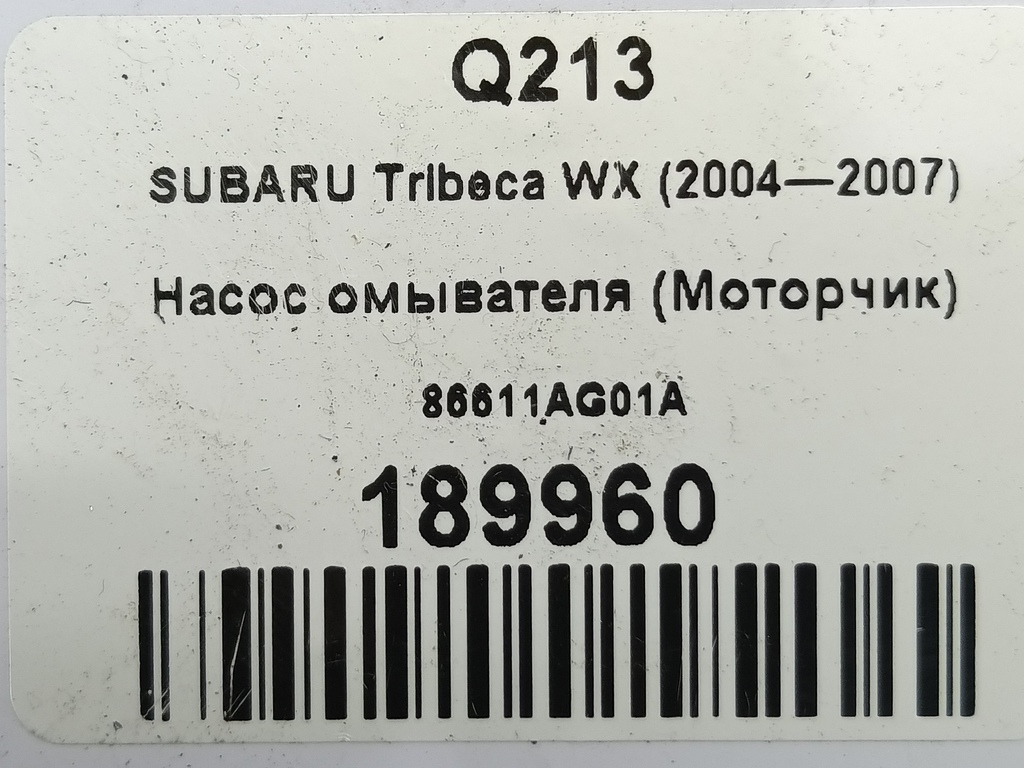 Q213
SUBARU Tribeca WX (2004—2007)
Насос омывателя (Моторчик)
86611AG01A
189960